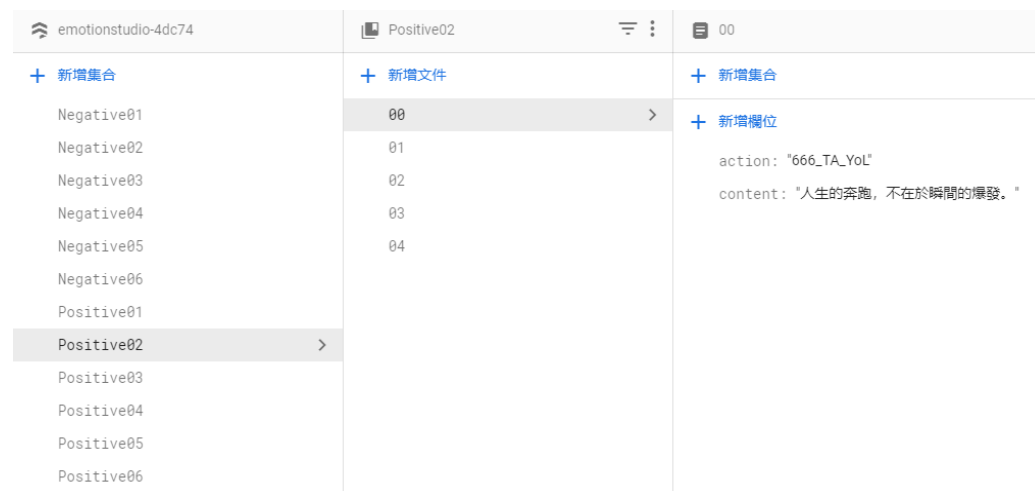 emotionstudio-4dc74
新增集合
Negative01
Negative02
Negative03
Negative04
Negative05
Negative06
Positive01
Positive02
Positive03
Positive04
Positive05
Positive06
Positive02
新增文件
00
01
02
03
04
00
新增集合
新增欄位
action: "666_TA_YoL"
content: "人生的奔跑，不在於瞬間的爆發。"